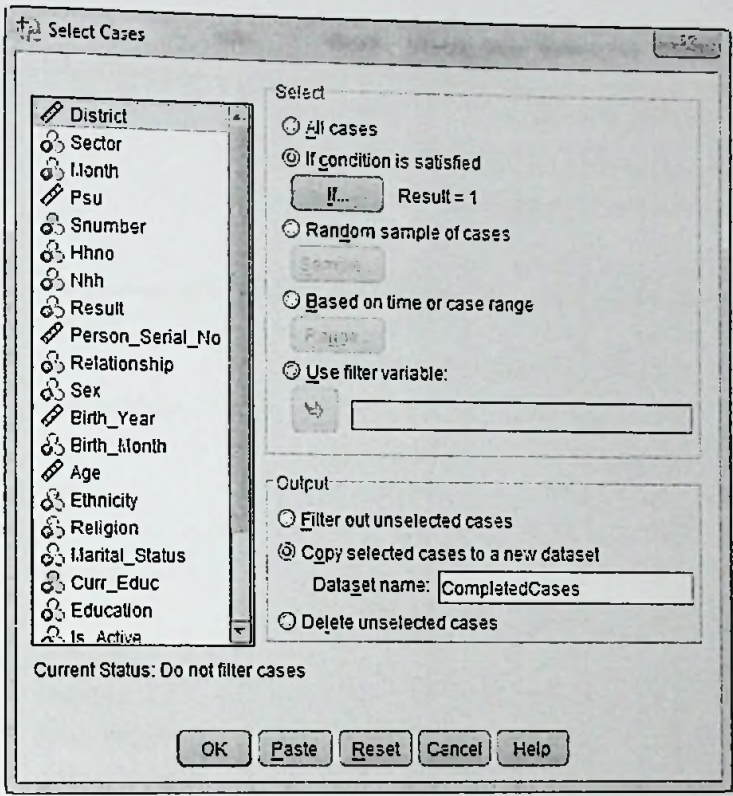 Select Cases
District
Sector
Month
Psu
Snumber
Hhno
Nhh
Result
Person_Serial_No
Relationship
Sex
Birth_Year
Birth_Month
Age
Ethnicity
Religion
Marital_Status
Curr_Educ
Education
Is_Active
Select
All cases
If condition is satisfied
If... Result = 1
Random sample of cases
Sample...
Based on time or case range
Range...
Use filter variable:
Output
Filter out unselected cases
Copy selected cases to a new dataset
Dataset name: CompletedCases
Delete unselected cases
Current Status: Do not filter cases
OK Paste Reset Cancel Help